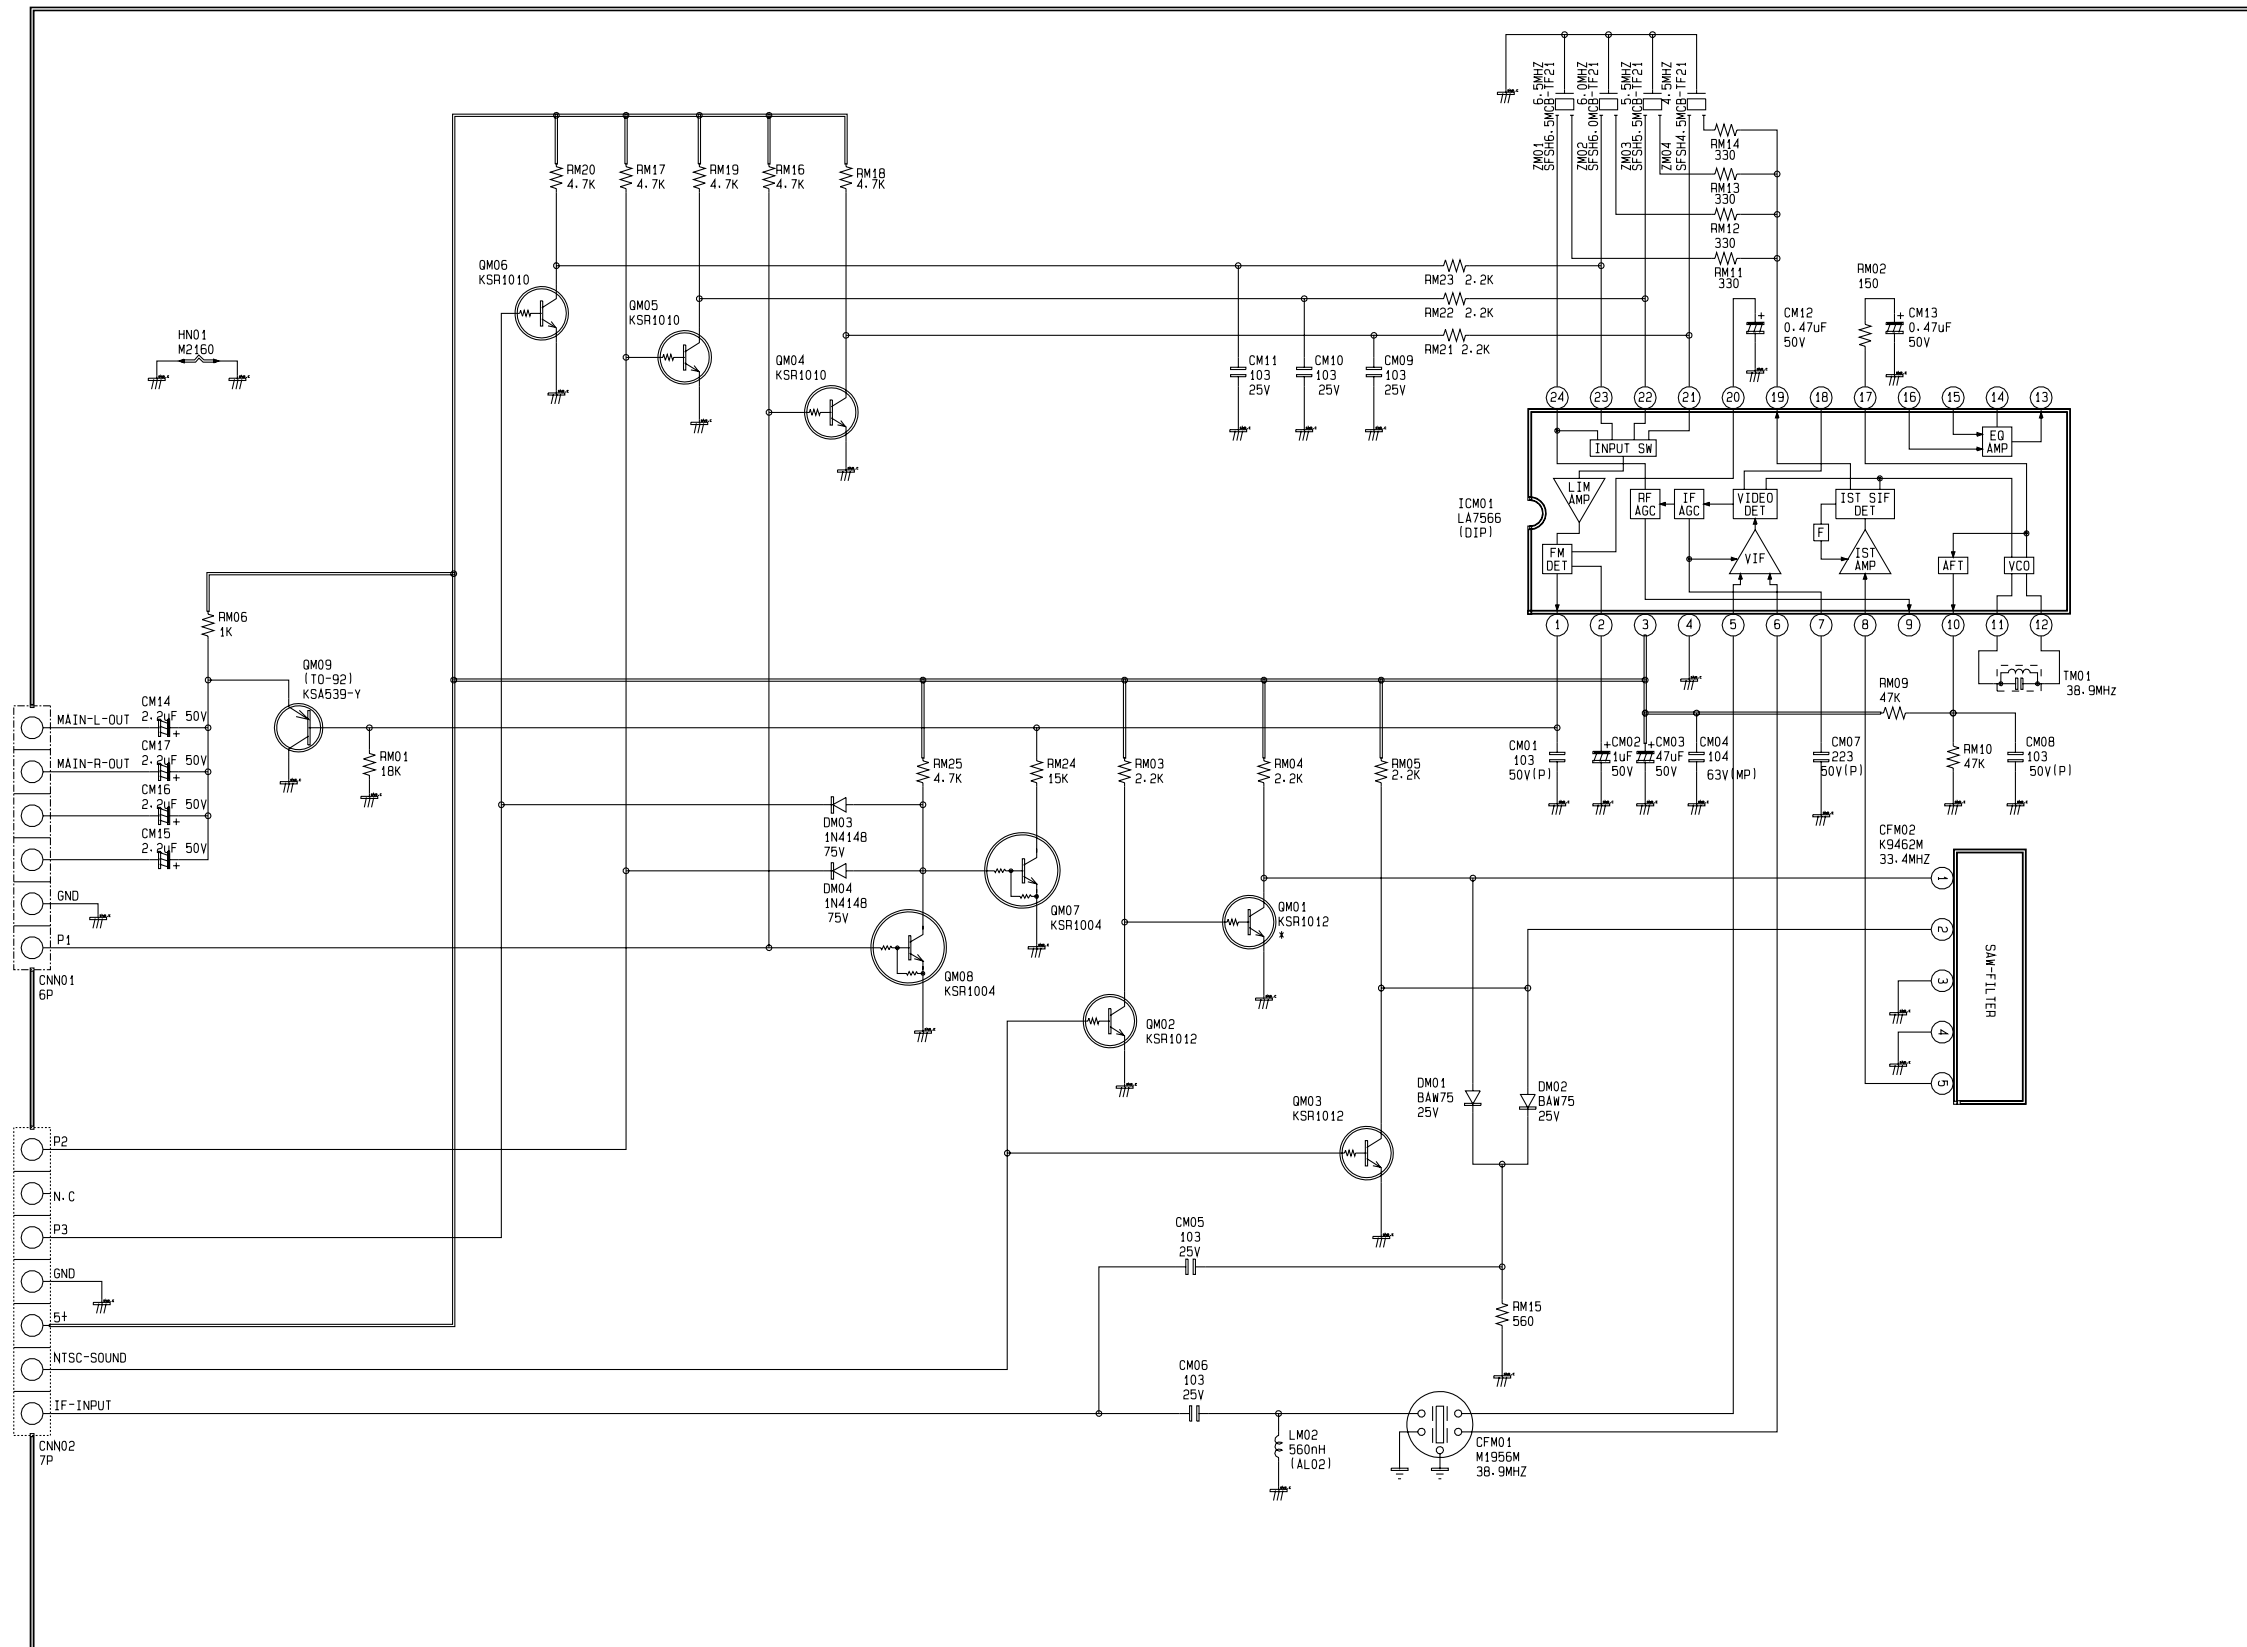 6.5MHZ
SFSH6.5MCB-TF21
ZM01
6.0MHZ
SFSH6.0MCB-TF21
ZM02
5.5MHZ
SFSH5.5MCB-TF21
ZM03
4.5MHZ
SFSH4.5MCB-TF21
ZM04
RM14
330
RM13
330
RM12
330
RM11
330
RM20
4.7K
RM17
4.7K
RM19
4.7K
RM16
4.7K
RM18
4.7K
QM06
KSR1010
QM05
KSR1010
QM04
KSR1010
RM23 2.2K
RM22 2.2K
RM21 2.2K
RM02
150
CM12
0.47uF
50V
CM13
0.47uF
50V
HN01
M2160
CM11
103
25V
CM10
103
25V
CM09
103
25V
24
23
22
21
20
19
18
17
16
15
14
13
INPUT SW
EQ
AMP
LIM
AMP
RF
AGC
IF
AGC
VIDEO
DET
IST SIF
DET
F
FM
DET
VIF
IST
AMP
AFT
VCO
ICM01
LA7566
(DIP)
1
2
3
4
5
6
7
8
9
10
11
12
TM01
38.9MHz
RM06
1K
QM09
(TO-92)
KSA539-Y
RM01
18K
MAIN-L-OUT
CM14
2.2uF 50V
+
MAIN-R-OUT
CM17
2.2uF 50V
+
CM16
2.2uF 50V
+
CM15
2.2uF 50V
+
GND
P1
CNN01
6P
RM25
4.7K
RM24
15K
RM03
2.2K
RM04
2.2K
RM05
2.2K
CM01
103
50V(P)
CM02
1uF
50V
CM03
47uF
50V
CM04
104
63V(MP)
CM07
223
50V(P)
RM09
47K
RM10
47K
CM08
103
50V(P)
DM03
1N4148
75V
DM04
1N4148
75V
QM07
KSR1004
QM08
KSR1004
QM01
KSR1012
*
QM02
KSR1012
QM03
KSR1012
CFM02
K9462M
33.4MHZ
1
2
3
4
5
SAW-FILTER
DM01
BAW75
25V
DM02
BAW75
25V
P2
N.C
P3
GND
5+
NTSC-SOUND
IF-INPUT
CNN02
7P
CM05
103
25V
RM15
560
CM06
103
25V
LM02
560nH
(AL02)
CFM01
M1956M
38.9MHZ